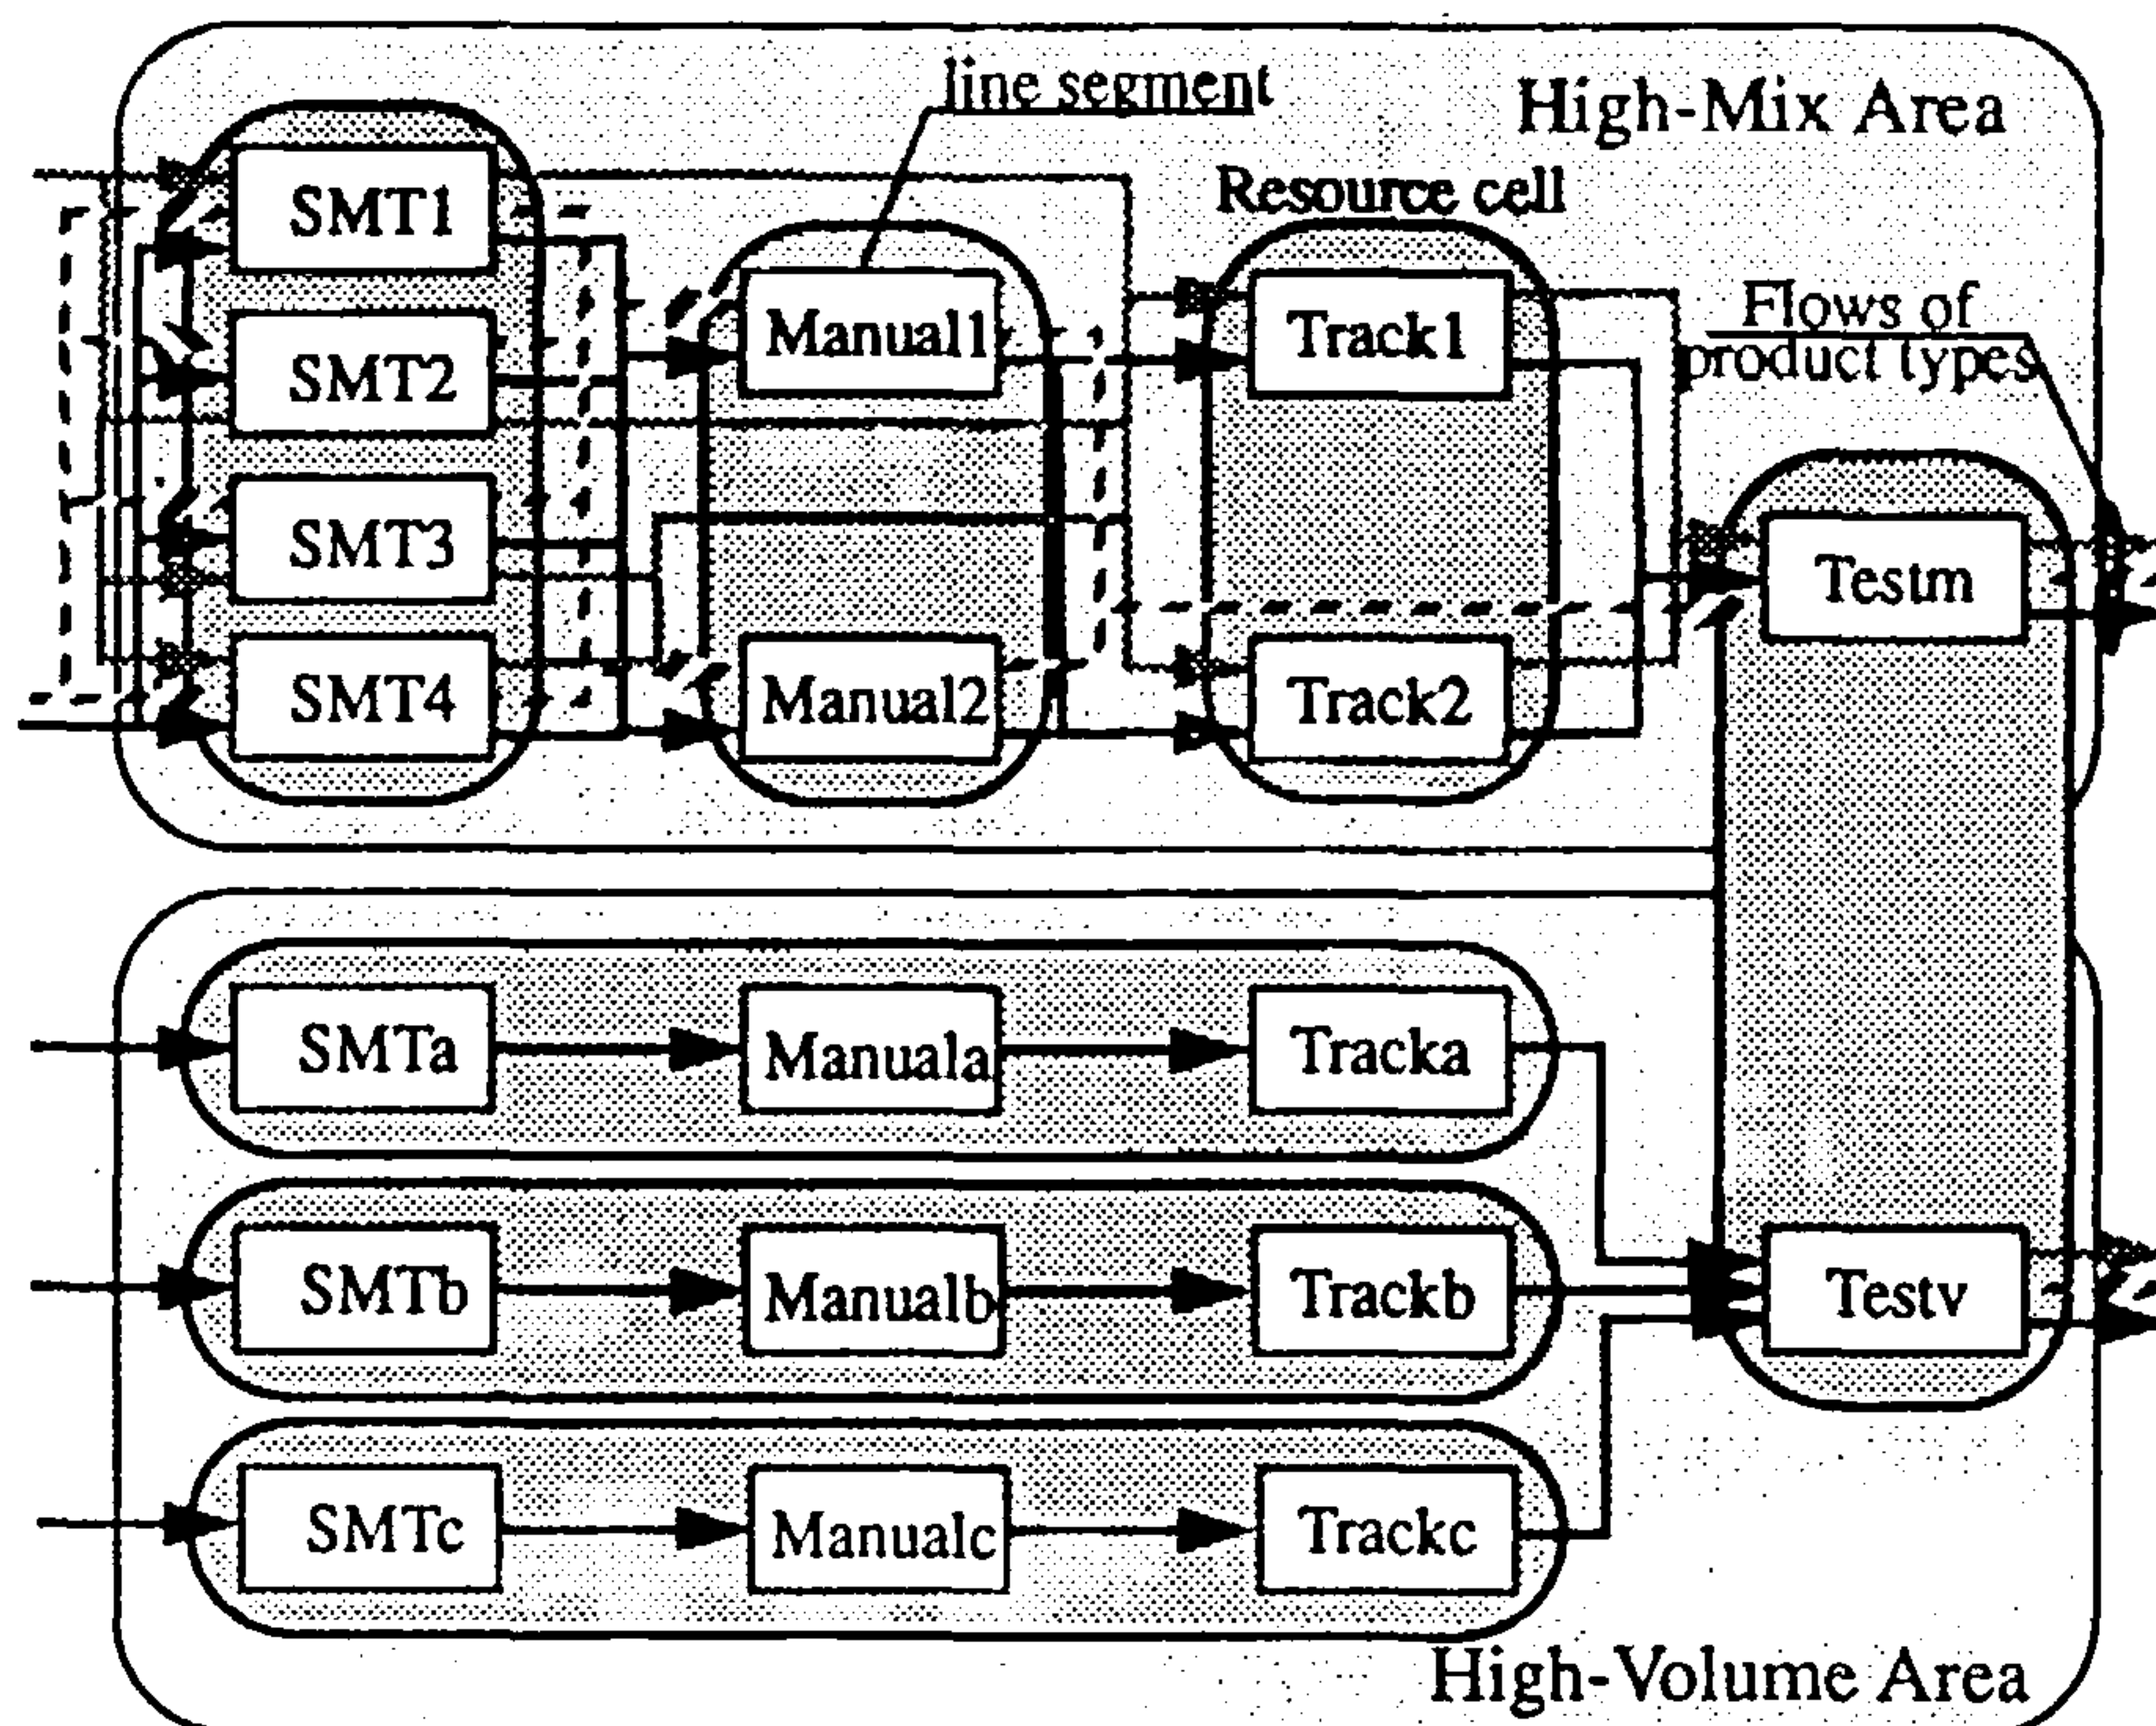 line segment
High-Mix Area
Resource cell
SMT1
SMT2
SMT3
SMT4
Manual1
Manual2
Track1
Track2
Flows of
product types
Testm
SMTa
Manuala
Tracka
SMTb
Manualb
Trackb
Testv
SMTc
Manualc
Trackc
High-Volume Area